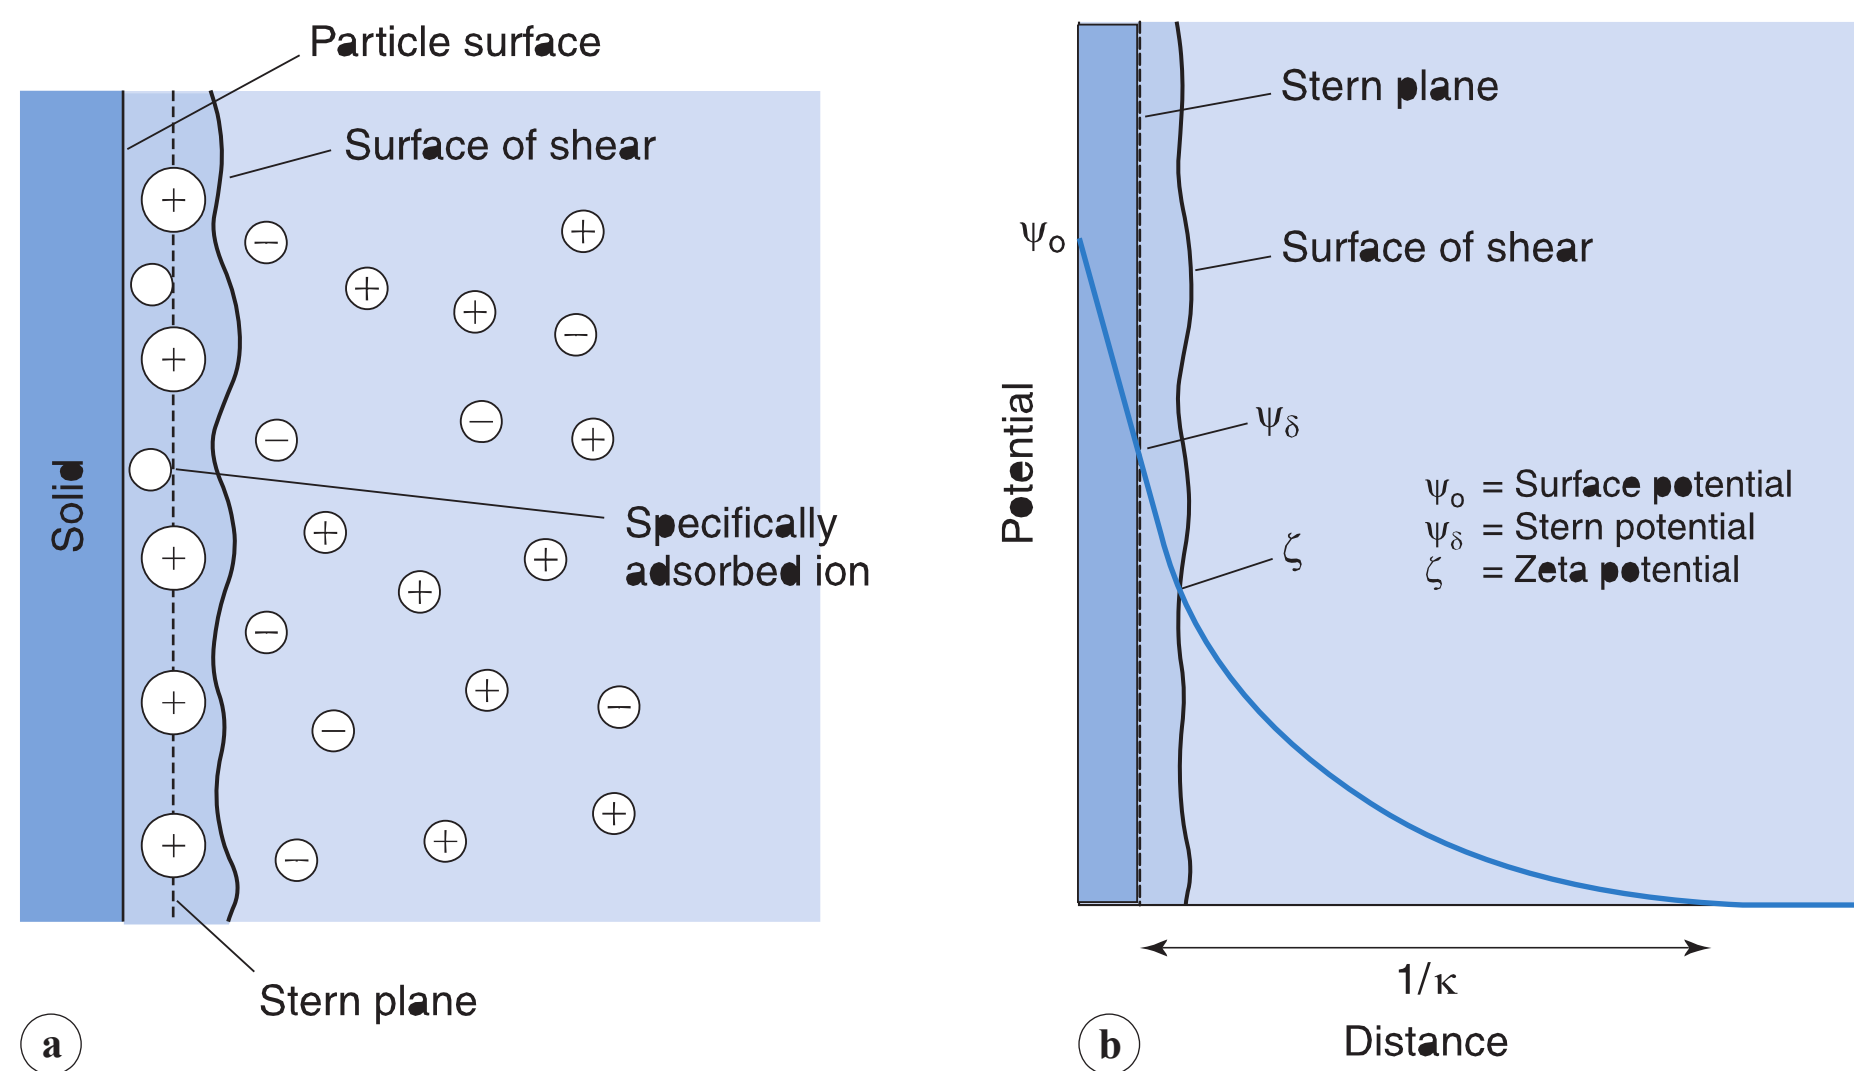 Particle surface
Surface of shear
Solid
Specifically
adsorbed ion
Stern plane
a
Stern plane
ψo
Surface of shear
Potential
ψδ
ζ
ψo = Surface potential
ψδ = Stern potential
ζ = Zeta potential
1/κ
Distance
b